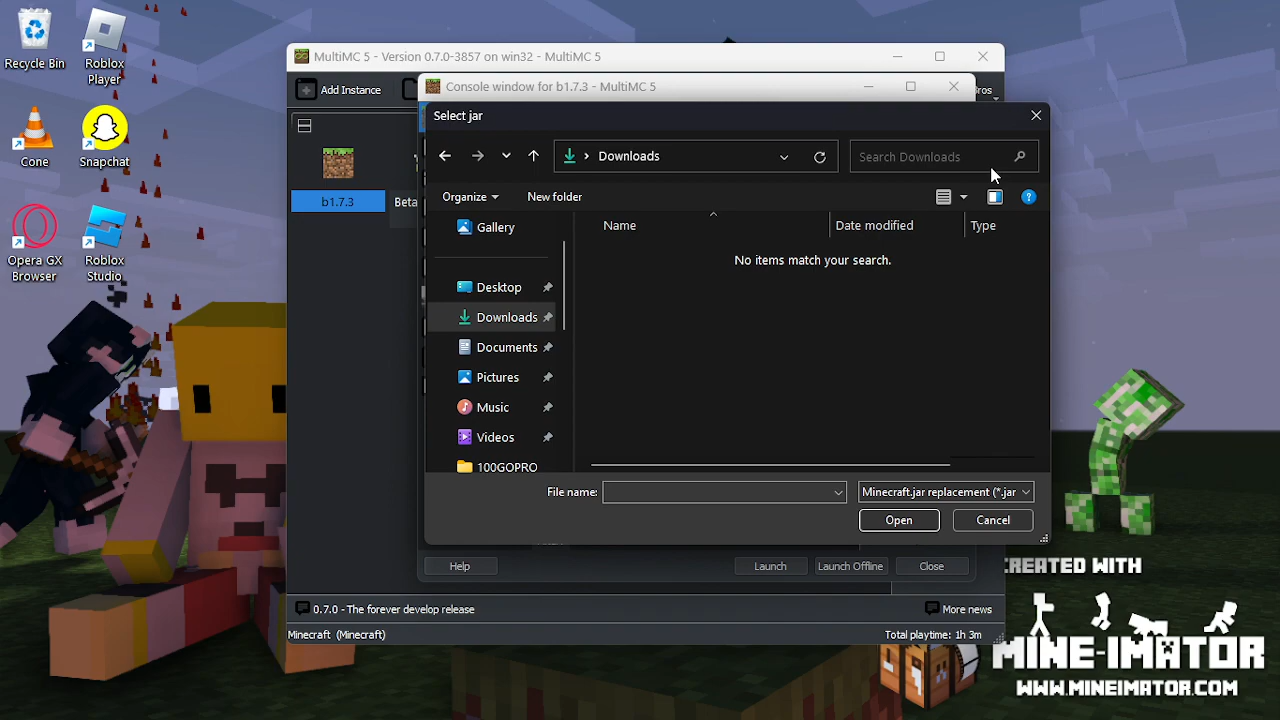 Recycle Bin
Roblox
Player
Cone
Snapchat
Opera GX
Browser
Roblox
Studio
MultiMC 5 - Version 0.7.0-3857 on win32 - MultiMC 5
Add Instance
Console window for b1.7.3 - MultiMC 5
Select jar
Downloads
Search Downloads
Organize
New folder
Name
Date modified
Type
No items match your search.
Gallery
Desktop
Downloads
Documents
Pictures
Music
Videos
100GOPRO
b1.7.3
Beta
File name:
Minecraft.jar replacement (*.jar
Open
Cancel
Help
Launch
Launch Offline
Close
0.7.0 - The forever develop release
More news
Minecraft (Minecraft)
Total playtime: 1h 3m
CREATED WITH
MINE-IMATOR
WWW.MINEIMATOR.COM